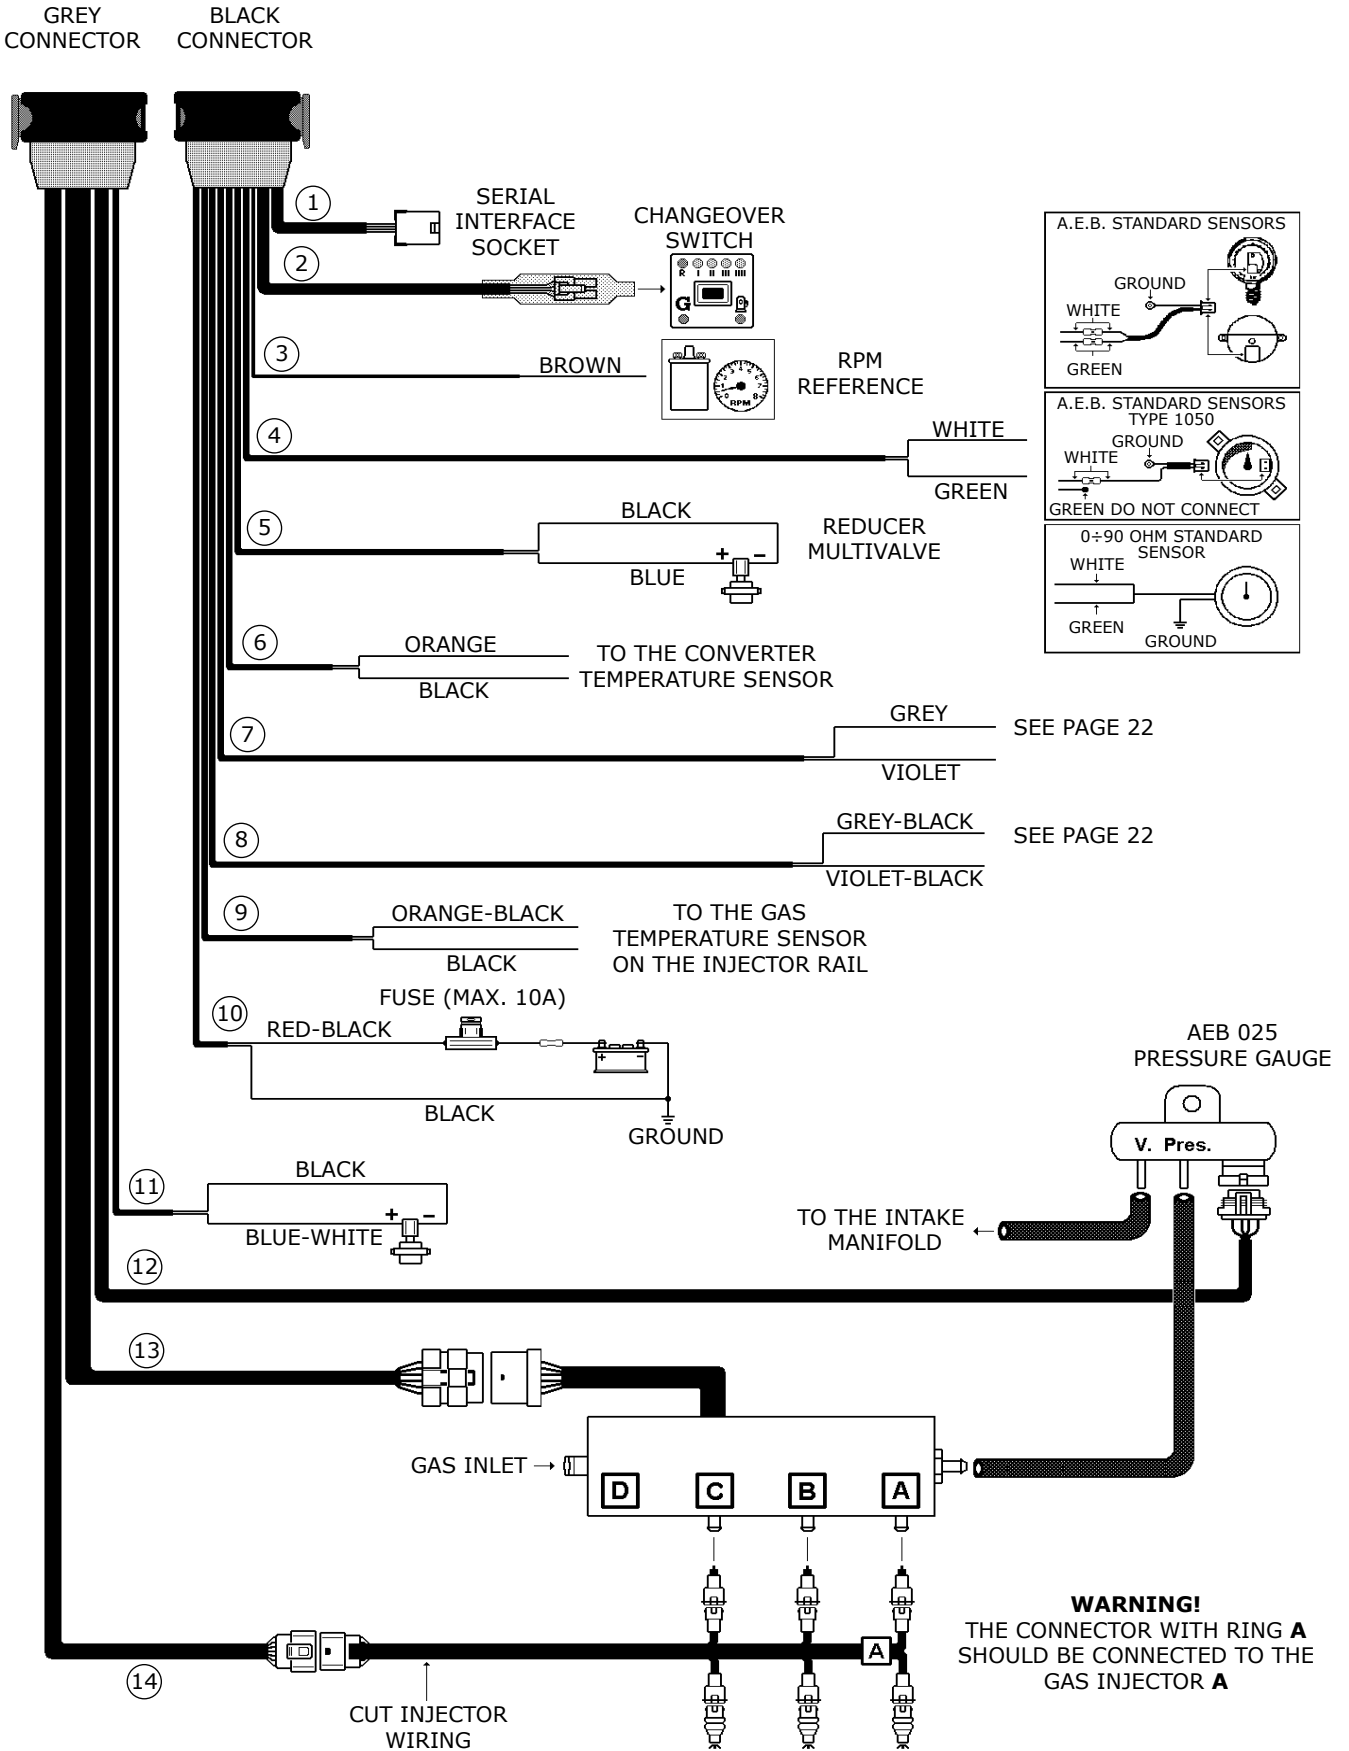 GREY
CONNECTOR
BLACK
CONNECTOR
1
SERIAL
INTERFACE
SOCKET
2
CHANGEOVER
SWITCH
R I II III IIII
G
3
BROWN
RPM
RPM
REFERENCE
4
WHITE
GREEN
A.E.B. STANDARD SENSORS
GROUND
WHITE
GREEN
A.E.B. STANDARD SENSORS
TYPE 1050
GROUND
WHITE
GREEN DO NOT CONNECT
0÷90 OHM STANDARD
SENSOR
WHITE
GREEN
GROUND
5
BLACK
+ −
BLUE
REDUCER
MULTIVALVE
6
ORANGE
BLACK
TO THE CONVERTER
TEMPERATURE SENSOR
7
GREY
VIOLET
SEE PAGE 22
8
GREY-BLACK
VIOLET-BLACK
SEE PAGE 22
9
ORANGE-BLACK
BLACK
TO THE GAS
TEMPERATURE SENSOR
ON THE INJECTOR RAIL
10
FUSE (MAX. 10A)
RED-BLACK
+ −
BLACK
GROUND
AEB 025
PRESSURE GAUGE
V. Pres.
TO THE INTAKE
MANIFOLD
11
BLACK
+ −
BLUE-WHITE
12
13
GAS INLET
D C B A
14
A
CUT INJECTOR
WIRING
WARNING!
THE CONNECTOR WITH RING A
SHOULD BE CONNECTED TO THE
GAS INJECTOR A